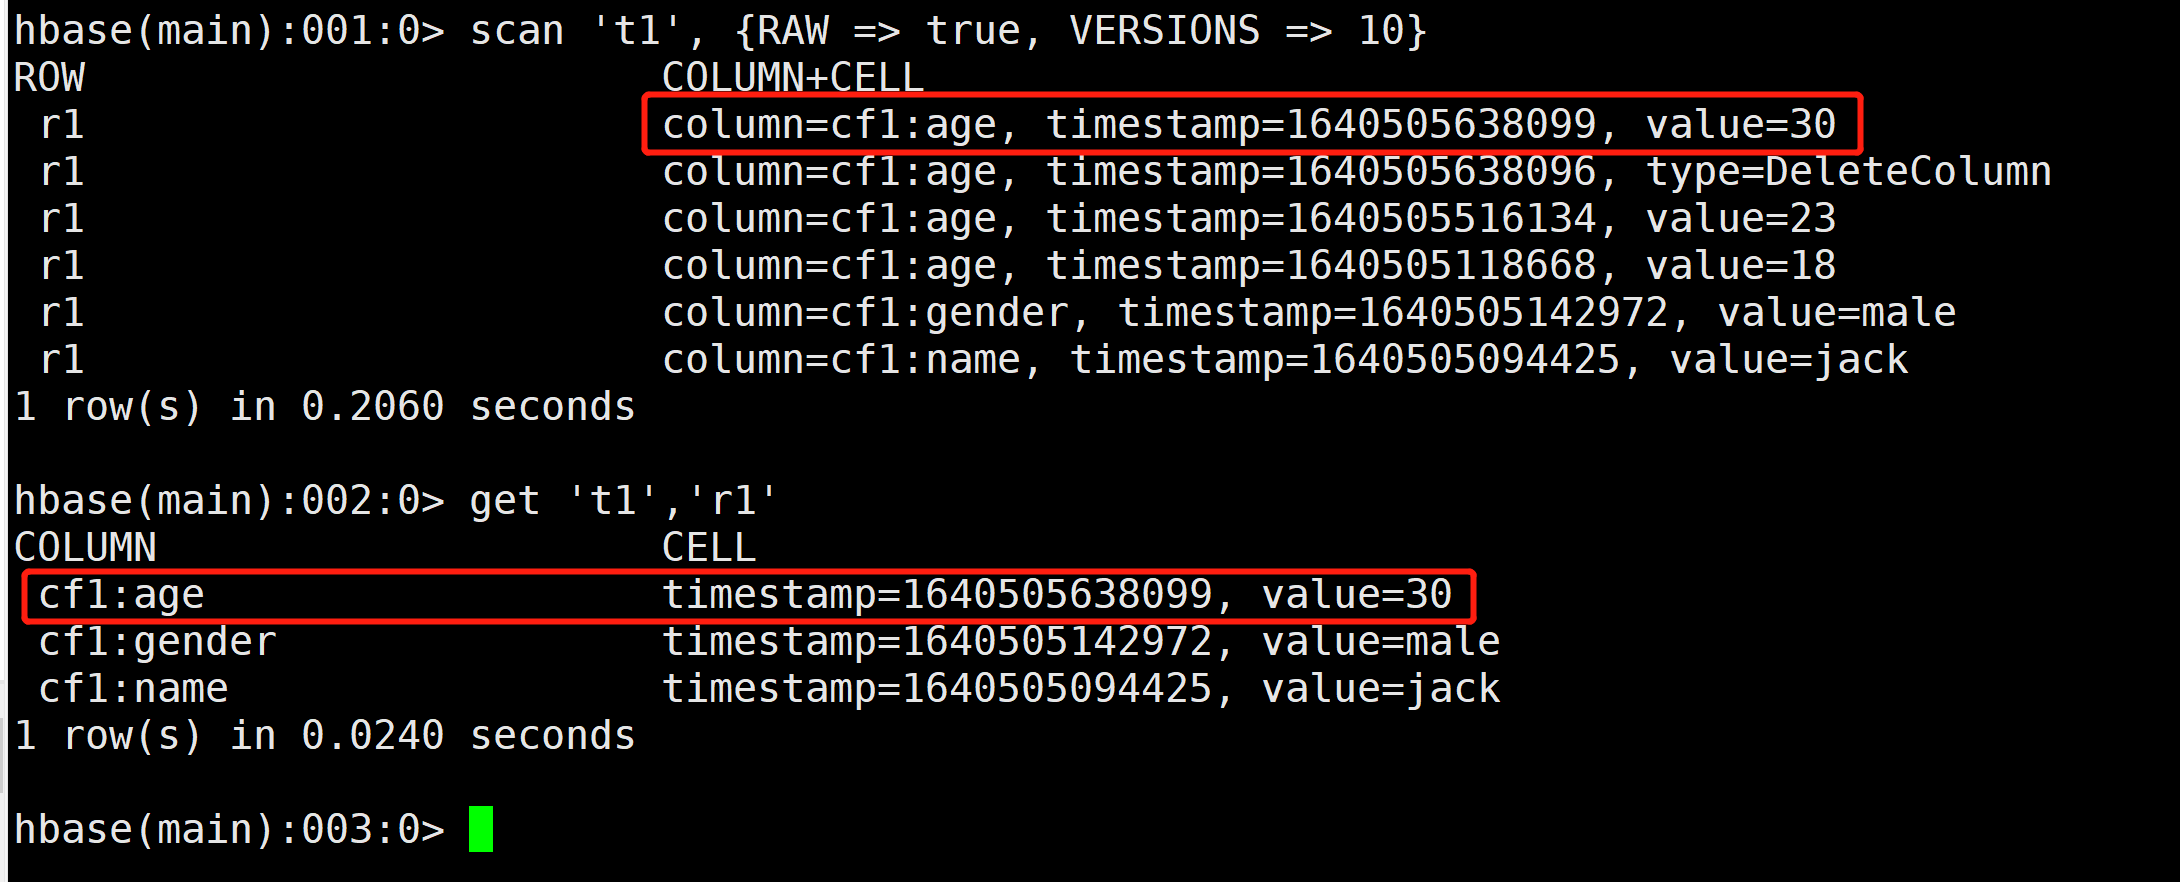 hbase(main):001:0> scan 't1', {RAW => true, VERSIONS => 10}
ROW COLUMN+CELL
r1 column=cf1:age, timestamp=1640505638099, value=30
r1 column=cf1:age, timestamp=1640505638096, type=DeleteColumn
r1 column=cf1:age, timestamp=1640505516134, value=23
r1 column=cf1:age, timestamp=1640505118668, value=18
r1 column=cf1:gender, timestamp=1640505142972, value=male
r1 column=cf1:name, timestamp=1640505094425, value=jack
1 row(s) in 0.2060 seconds
hbase(main):002:0> get 't1','r1'
COLUMN CELL
cf1:age timestamp=1640505638099, value=30
cf1:gender timestamp=1640505142972, value=male
cf1:name timestamp=1640505094425, value=jack
1 row(s) in 0.0240 seconds
hbase(main):003:0>